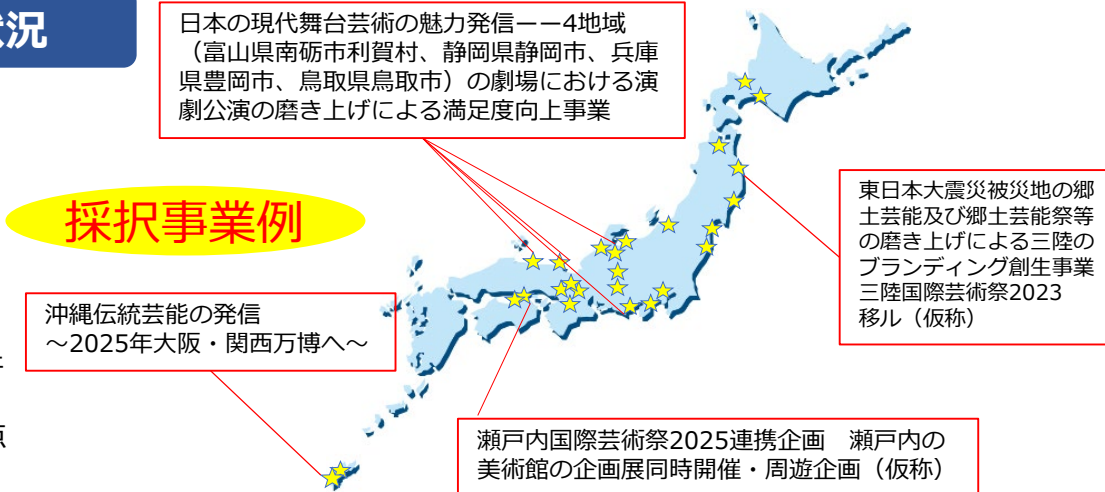 状況
日本の現代舞台芸術の魅力発信ーー4地域
（富山県南砺市利賀村、静岡県静岡市、兵庫
県豊岡市、鳥取県鳥取市）の劇場における演
劇公演の磨き上げによる満足度向上事業
採択事業例
東日本大震災被災地の郷
土芸能及び郷土芸能祭等
の磨き上げによる三陸の
ブランディング創生事業
三陸国際芸術祭2023
移ル（仮称）
沖縄伝統芸能の発信
～2025年大阪・関西万博へ～
瀬戸内国際芸術祭2025連携企画　瀬戸内の
美術館の企画展同時開催・周遊企画（仮称）